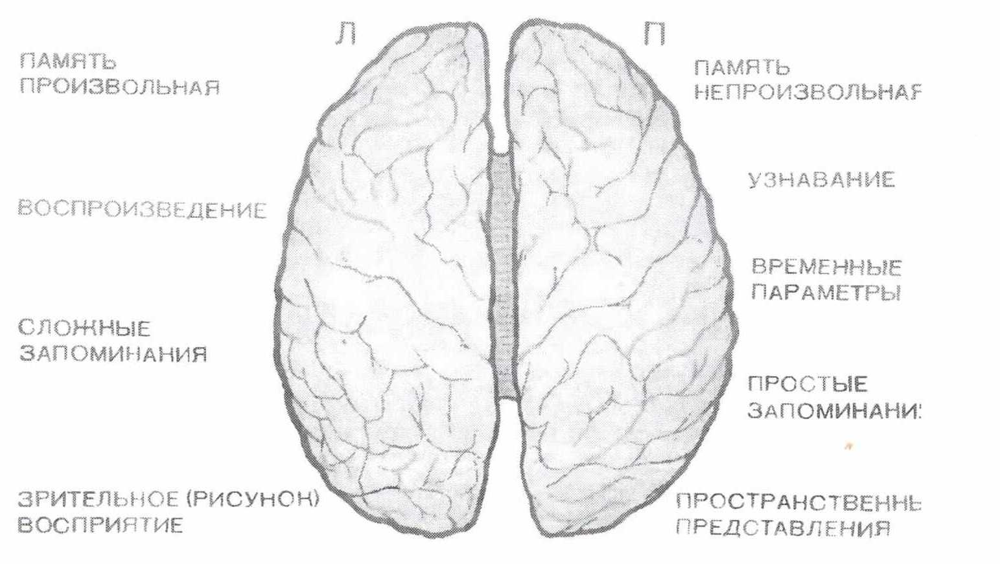 Л
П
ПАМЯТЬ
ПРОИЗВОЛЬНАЯ
ВОСПРОИЗВЕДЕНИЕ
СЛОЖНЫЕ
ЗАПОМИНАНИЯ
ЗРИТЕЛЬНОЕ (РИСУНОК)
ВОСПРИЯТИЕ
ПАМЯТЬ
НЕПРОИЗВОЛЬНАЯ
УЗНАВАНИЕ
ВРЕМЕННЫЕ
ПАРАМЕТРЫ
ПРОСТЫЕ
ЗАПОМИНАНИ
ПРОСТРАНСТВЕНН
ПРЕДСТАВЛЕНИЯ